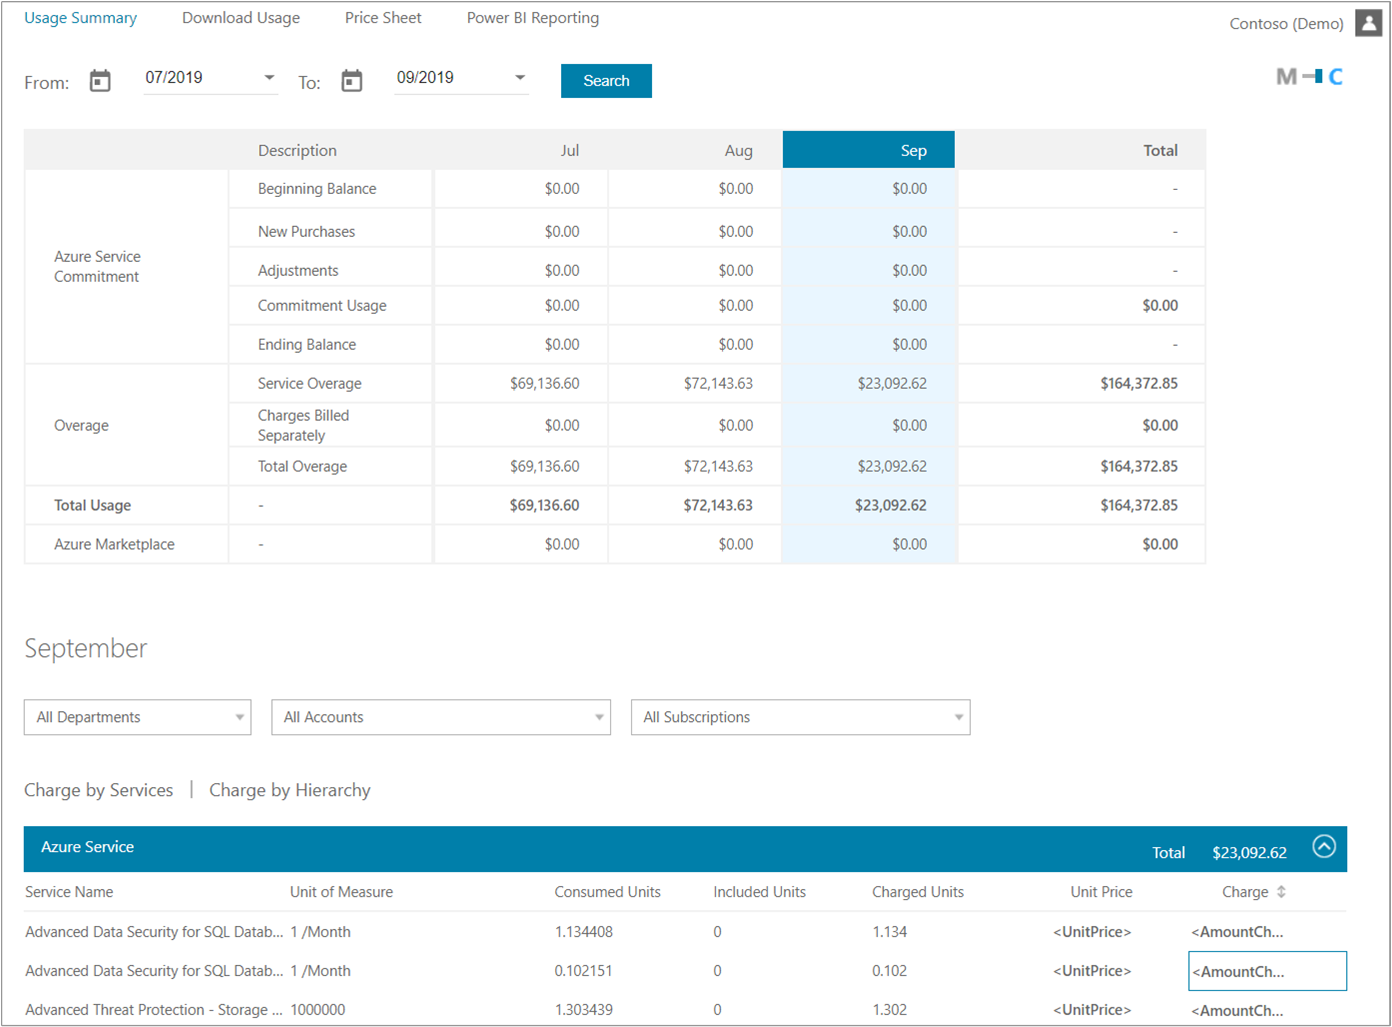 Usage Summary Download Usage Price Sheet Power BI Reporting Contoso (Demo)
From: 07/2019 To: 09/2019 Search M C
Description Jul Aug Sep Total
Beginning Balance $0.00 $0.00 $0.00 -
New Purchases $0.00 $0.00 $0.00 -
Azure Service
Commitment
Adjustments $0.00 $0.00 $0.00 -
Commitment Usage $0.00 $0.00 $0.00 $0.00
Ending Balance $0.00 $0.00 $0.00 -
Service Overage $69,136.60 $72,143.63 $23,092.62 $164,372.85
Overage
Charges Billed
Separately
$0.00 $0.00 $0.00 $0.00
Total Overage $69,136.60 $72,143.63 $23,092.62 $164,372.85
Total Usage - $69,136.60 $72,143.63 $23,092.62 $164,372.85
Azure Marketplace - $0.00 $0.00 $0.00 $0.00
September
All Departments All Accounts All Subscriptions
Charge by Services | Charge by Hierarchy
Azure Service Total $23,092.62
Service Name Unit of Measure Consumed Units Included Units Charged Units Unit Price Charge
Advanced Data Security for SQL Datab... 1 /Month 1.134408 0 1.134 <UnitPrice> <AmountCh...
Advanced Data Security for SQL Datab... 1 /Month 0.102151 0 0.102 <UnitPrice> <AmountCh...
Advanced Threat Protection - Storage ... 1000000 1.303439 0 1.302 <UnitPrice> <AmountCh...